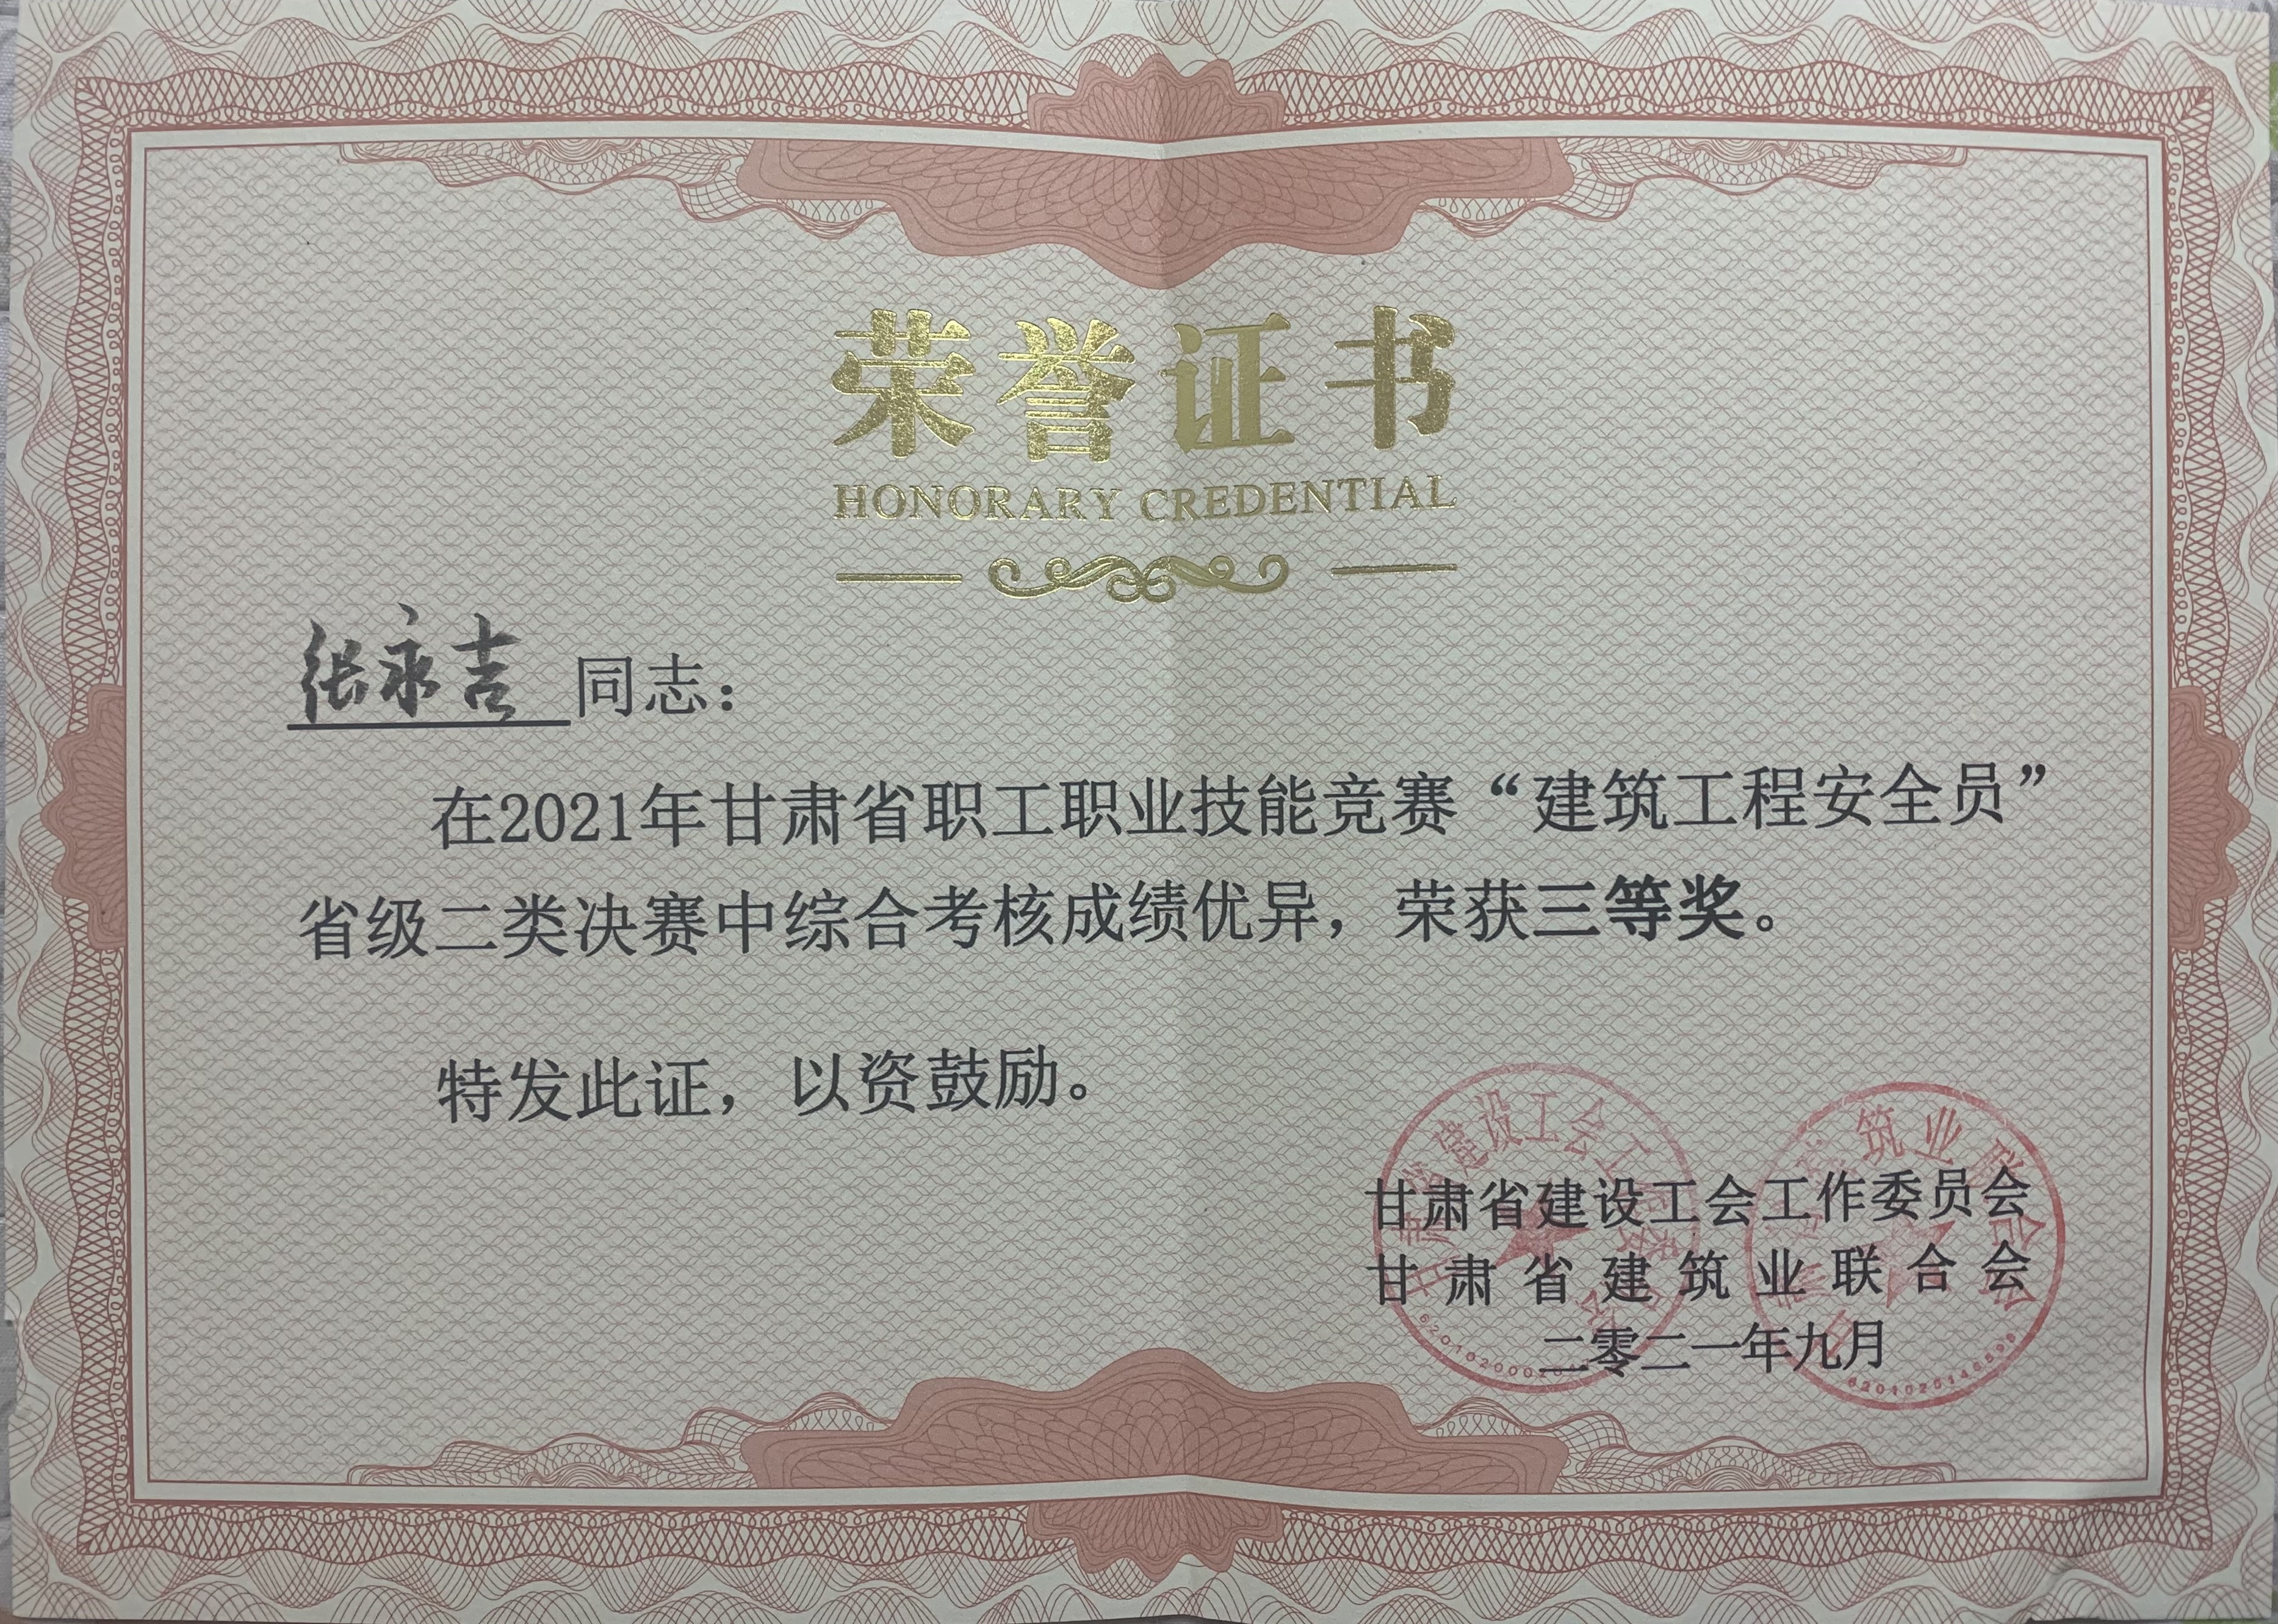 荣誉证书
HONORARY CREDENTIAL
张永吉 同志：
在2021年甘肃省职工职业技能竞赛“建筑工程安全员”
省级二类决赛中综合考核成绩优异，荣获三等奖。
特发此证，以资鼓励。
甘肃省建设工会工作委员会
甘肃省建筑业联合会
二零二一年九月